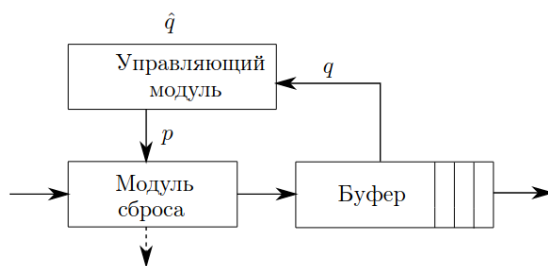 q̂
Управляющий
модуль
q
p
Модуль
сброса
Буфер